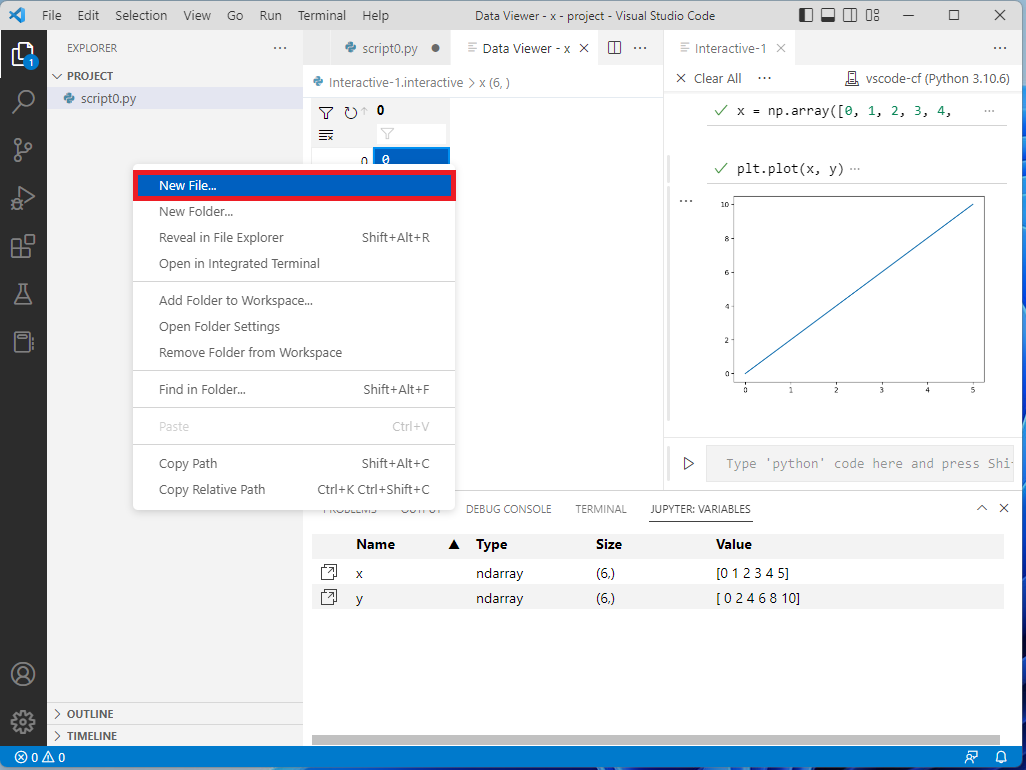 File Edit Selection View Go Run Terminal Help Data Viewer - x - project - Visual Studio Code
EXPLORER
PROJECT
script0.py
1
OUTLINE
TIMELINE
script0.py Data Viewer - x
Interactive-1.interactive > x (6, )
0
0 0
New File...
New Folder...
Reveal in File Explorer Shift+Alt+R
Open in Integrated Terminal
Add Folder to Workspace...
Open Folder Settings
Remove Folder from Workspace
Find in Folder... Shift+Alt+F
Paste Ctrl+V
Copy Path Shift+Alt+C
Copy Relative Path Ctrl+K Ctrl+Shift+C
Interactive-1
Clear All ... vscode-cf (Python 3.10.6)
x = np.array([0, 1, 2, 3, 4, ...
plt.plot(x, y) ...
10
8
6
4
2
0
0 1 2 3 4 5
Type 'python' code here and press Shi
PROBLEMS OUTPUT DEBUG CONSOLE TERMINAL JUPYTER: VARIABLES
Name ▲ Type Size Value
x ndarray (6,) [0 1 2 3 4 5]
y ndarray (6,) [ 0 2 4 6 8 10]
0 0